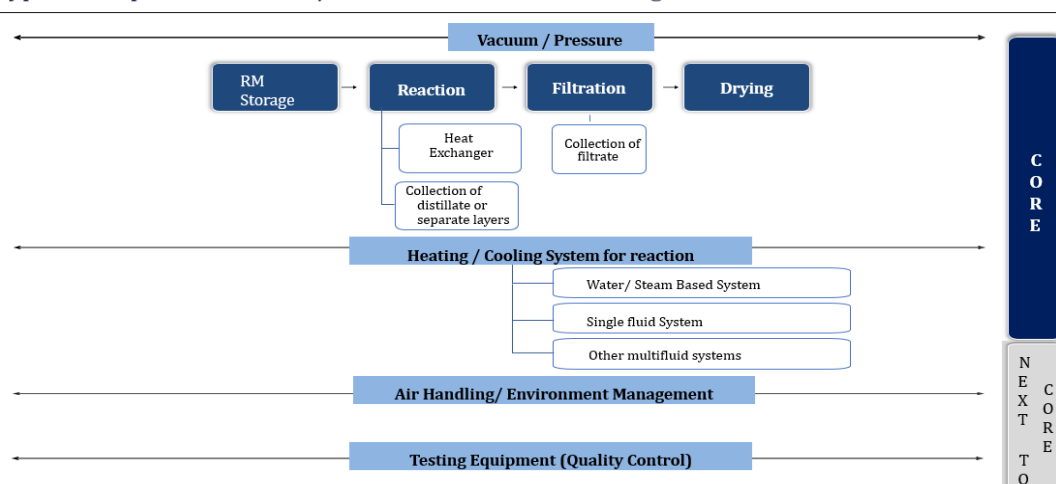 Vacuum / Pressure
RM
Storage
Reaction
Filtration
Drying
Heat
Exchanger
Collection of
filtrate
Collection of
distillate or
separate layers
Heating / Cooling System for reaction
Water/ Steam Based System
Single fluid System
Other multifluid systems
Air Handling/ Environment Management
Testing Equipment (Quality Control)
C
O
R
E
N
E
X
T
T
O
C
O
R
E